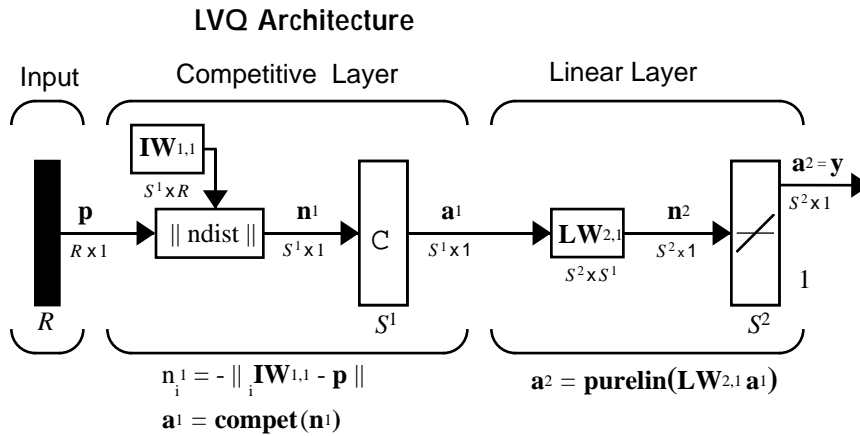 LVQ Architecture
Input Competitive Layer Linear Layer
IW1,1
S1 x R
p
R x 1
|| ndist ||
n1
S1 x 1
C
a1
S1 x 1
LW2,1
S2 x S1
n2
S2 x 1
a2 = y
S2 x 1
1
R S1 S2
ni1 = - || iIW1,1 - p ||
a1 = compet(n1)
a2 = purelin(LW2,1 a1)